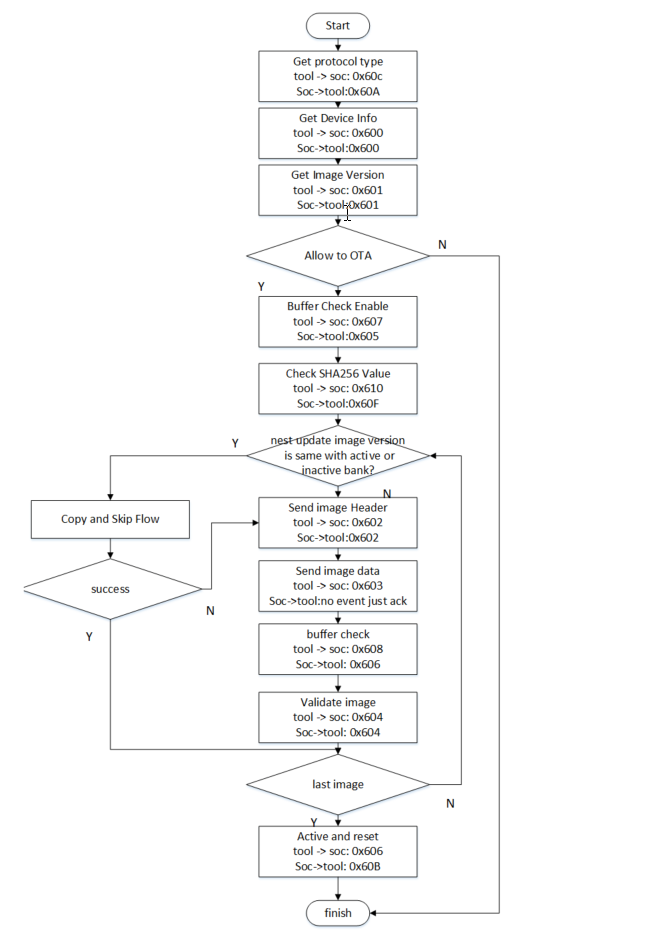 Start
Get protocol type
tool -> soc: 0x60c
Soc->tool:0x60A
Get Device Info
tool -> soc: 0x600
Soc->tool:0x600
Get Image Version
tool -> soc: 0x601
Soc->tool:0x601
Allow to OTA
N
Y
Buffer Check Enable
tool -> soc: 0x607
Soc->tool:0x605
Check SHA256 Value
tool -> soc: 0x610
Soc->tool:0x60F
Y
nest update image version
is same with active or
inactive bank?
N
Copy and Skip Flow
Send image Header
tool -> soc: 0x602
Soc->tool:0x602
success
N
Y
Send image data
tool -> soc: 0x603
Soc->tool:no event just ack
buffer check
tool -> soc: 0x608
Soc->tool: 0x606
Validate image
tool -> soc: 0x604
Soc->tool: 0x604
last image
N
Y
Active and reset
tool -> soc: 0x606
Soc->tool: 0x60B
finish